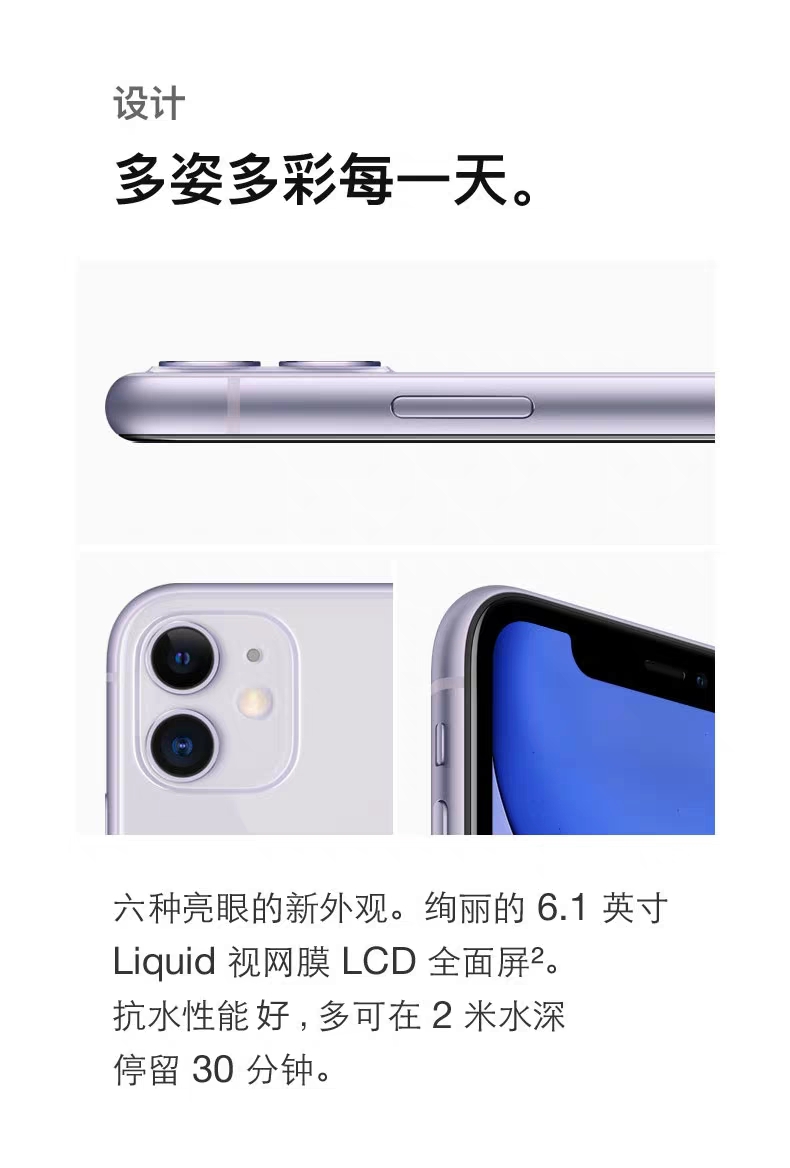 设计
多姿多彩每一天。
六种亮眼的新外观。绚丽的 6.1 英寸
Liquid 视网膜 LCD 全面屏²。
抗水性能好,多可在 2 米水深
停留 30 分钟。